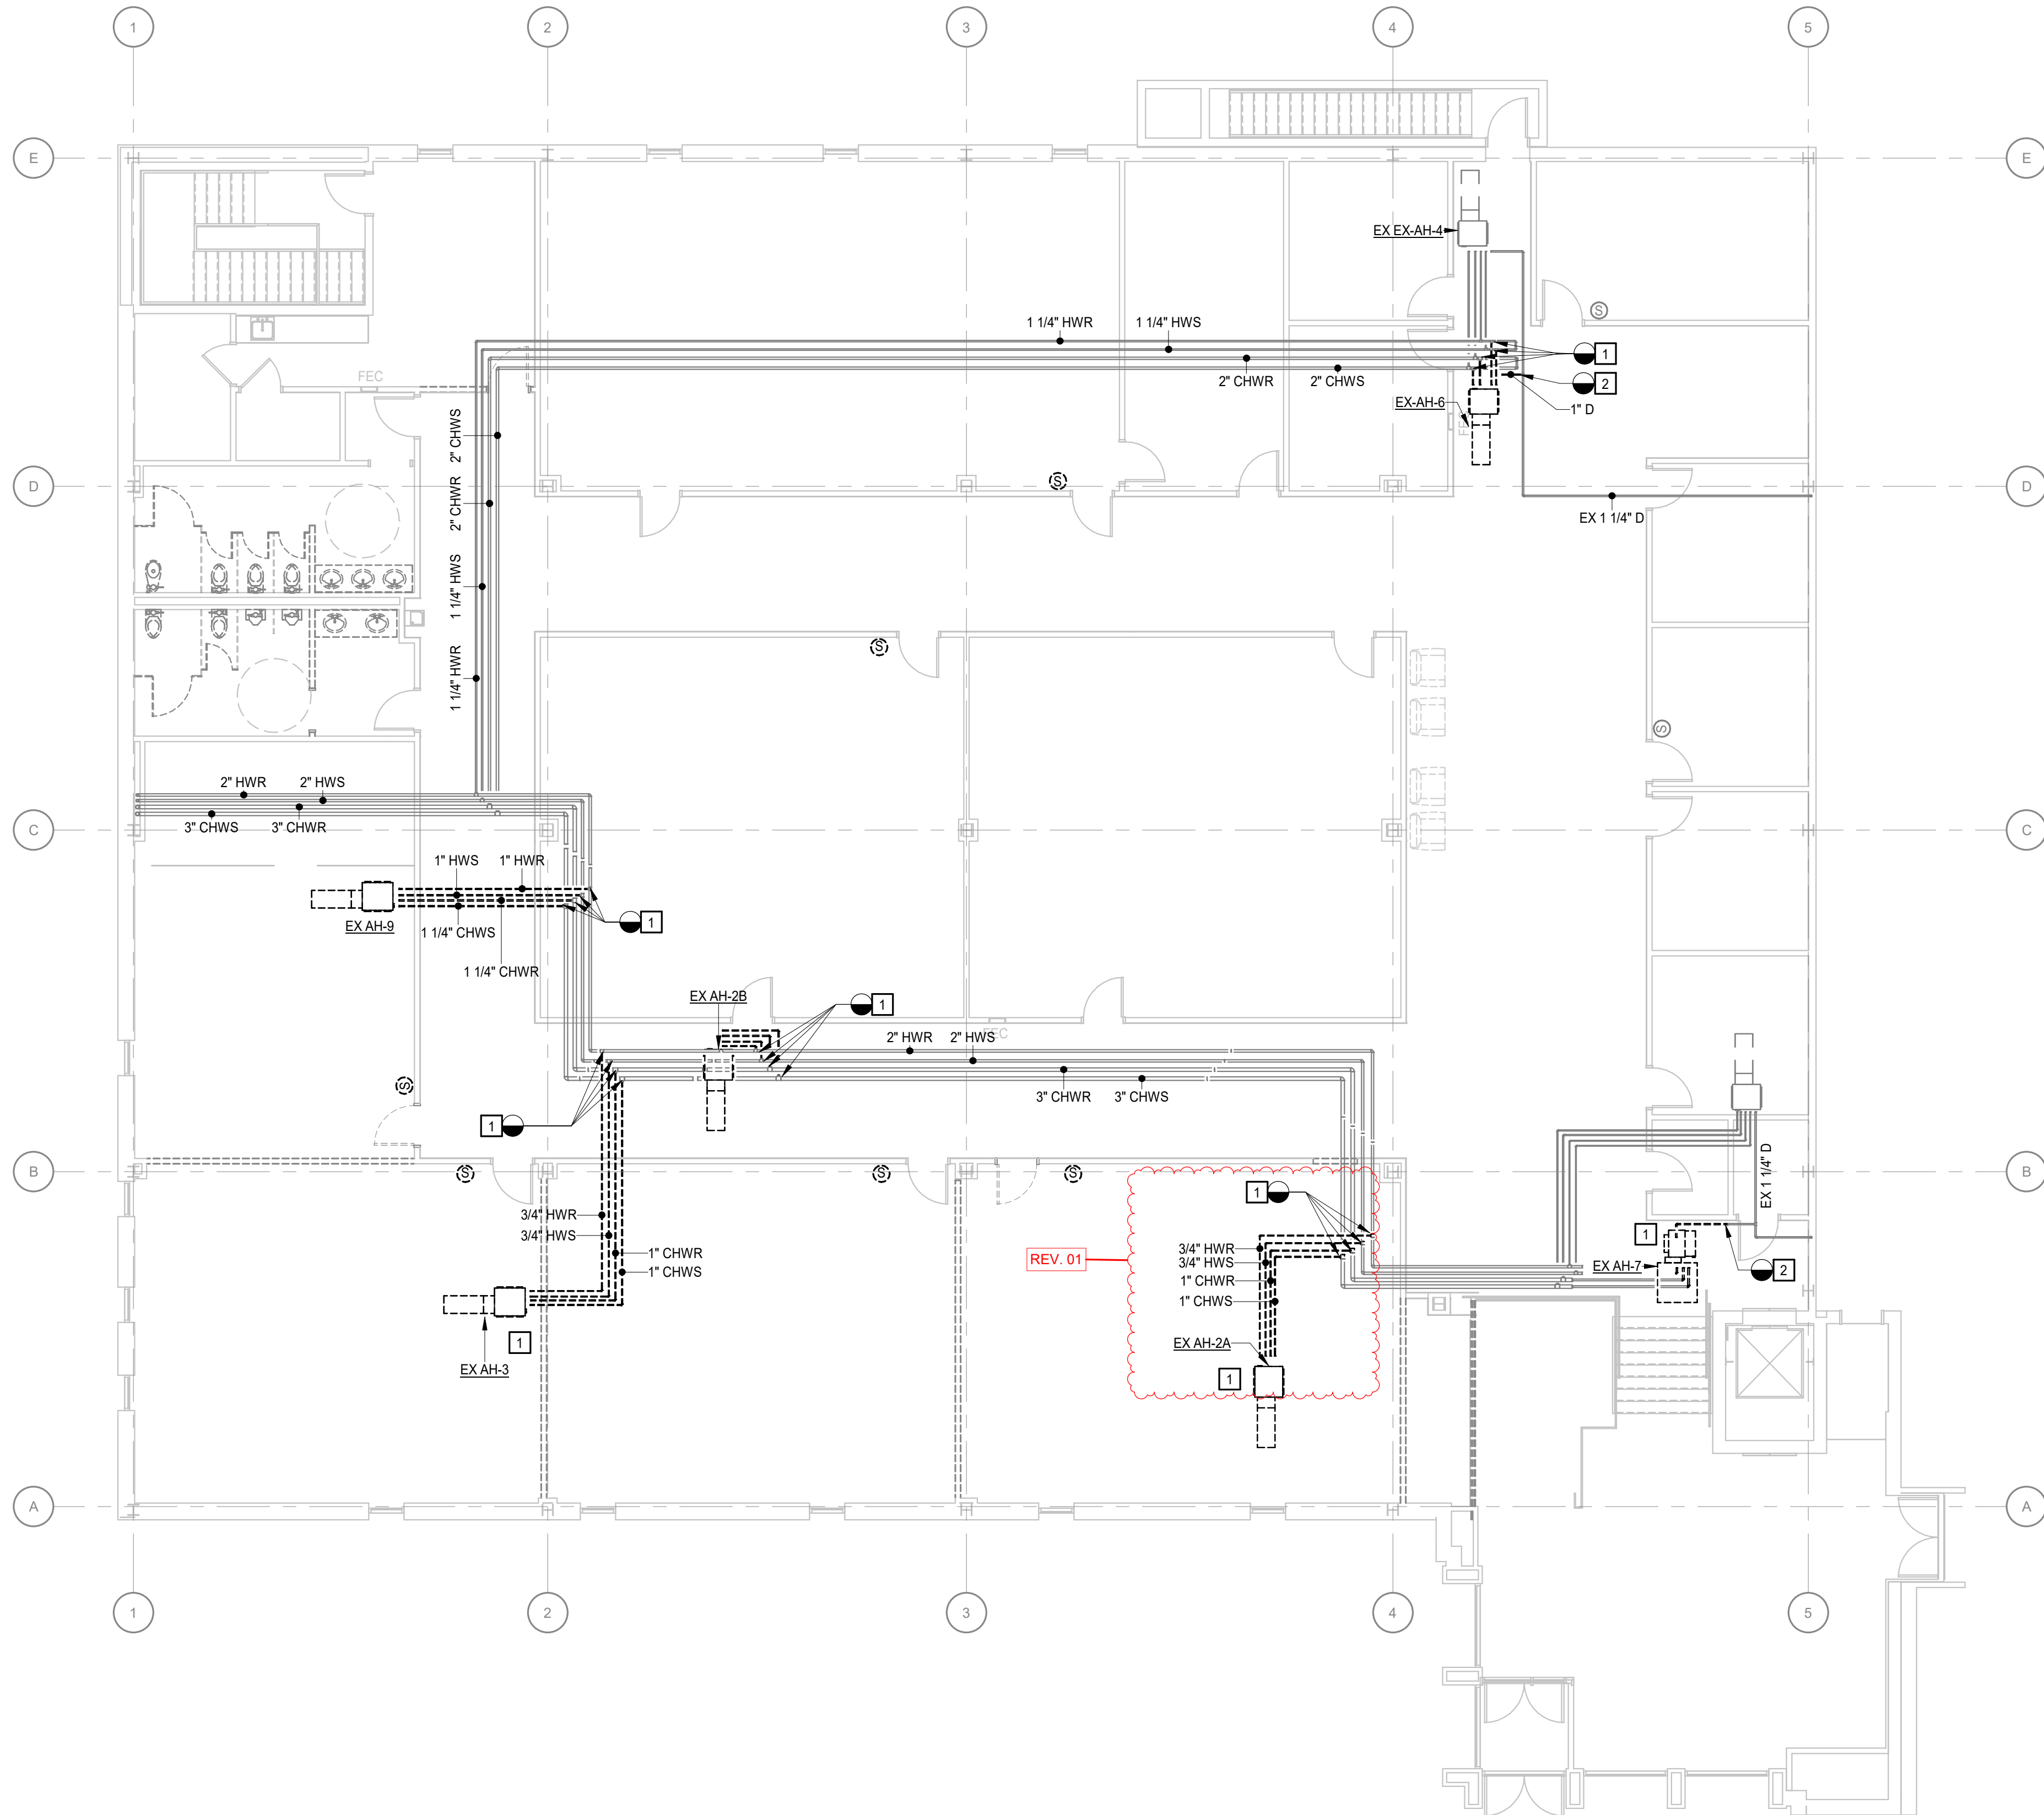 1
2
3
4
5
E
E
EX EX-AH-4
S
1 1/4" HWR
1 1/4" HWS
1
FEC
2" CHWR
2" CHWS
2
EX-AH-6
1" D
2" CHWS
2" CHWR
1 1/4" HWS
1 1/4" HWR
S
D
D
EX 1 1/4" D
S
S
2" HWR
2" HWS
3" CHWS
3" CHWR
C
C
1" HWS
1" HWR
EX AH-9
1 1/4" CHWS
1
1 1/4" CHWR
EX AH-2B
1
FEC
2" HWR
2" HWS
3" CHWR
3" CHWS
S
1
B
B
S
S
S
EX 1 1/4" D
1
3/4" HWR
3/4" HWS
1" CHWR
1" CHWS
REV. 01
3/4" HWR
3/4" HWS
1" CHWR
1" CHWS
1
EX AH-7
2
EX AH-2A
1
1
EX AH-3
A
A
1
2
3
4
5